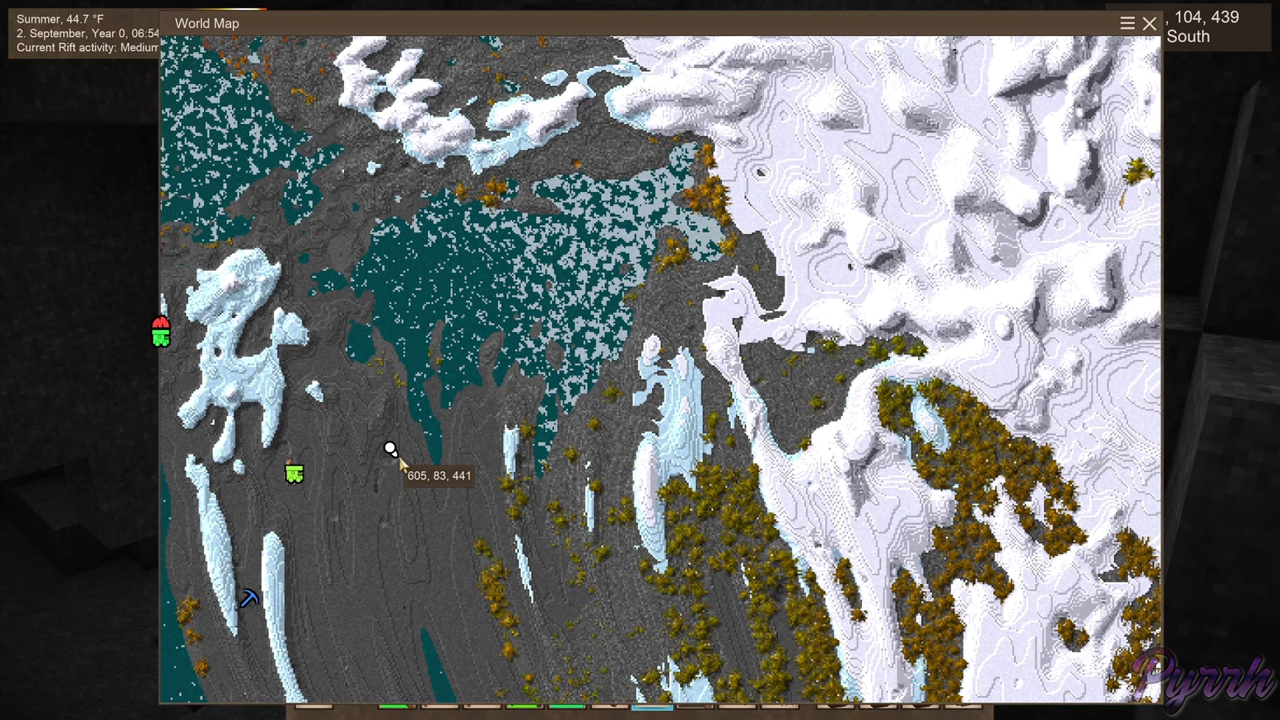 Summer, 44.7 °F
2. September, Year 0, 06:54
Current Rift activity: Medium
World Map
, 104, 439
South
605, 83, 441
Pyrrh